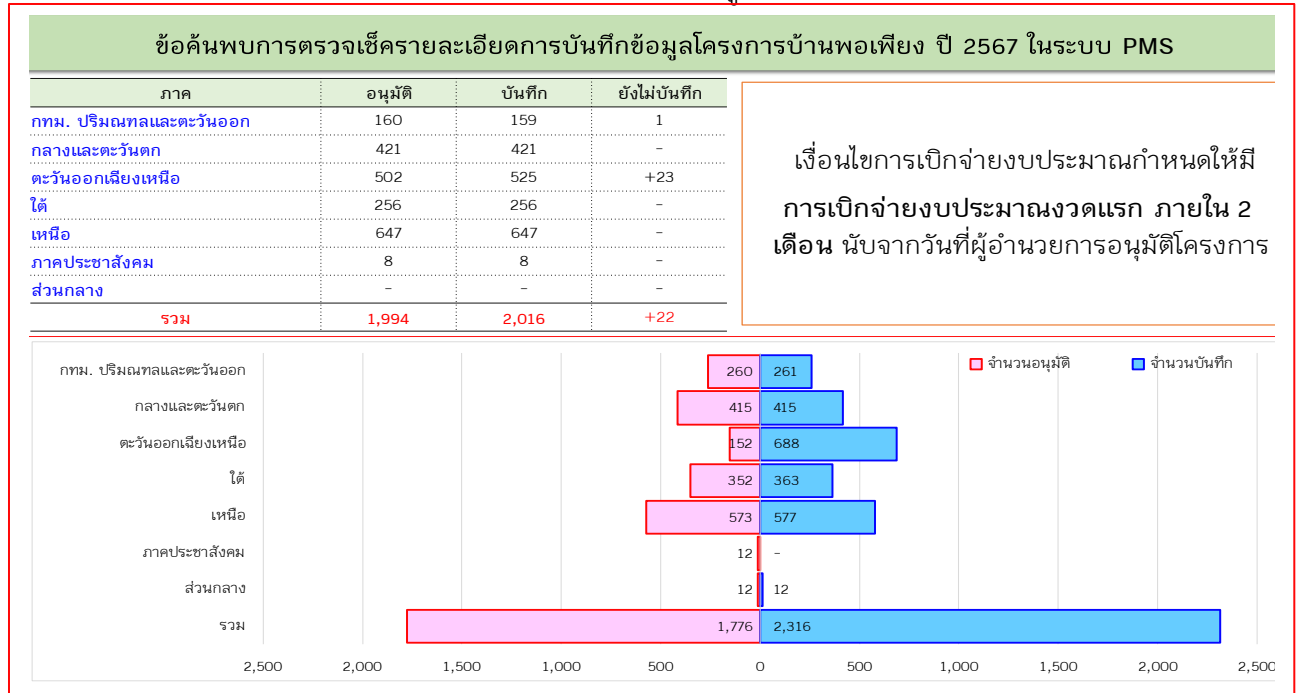 ข้อค้นพบการตรวจเช็ครายละเอียดการบันทึกข้อมูลโครงการบ้านพอเพียง ปี 2567 ในระบบ PMS
ภาค อนุมัติ บันทึก ยังไม่บันทึก
กทม. ปริมณฑลและตะวันออก 160 159 1
กลางและตะวันตก 421 421 -
ตะวันออกเฉียงเหนือ 502 525 +23
ใต้ 256 256 -
เหนือ 647 647 -
ภาคประชาสังคม 8 8 -
ส่วนกลาง - - -
รวม 1,994 2,016 +22
เงื่อนไขการเบิกจ่ายงบประมาณกำหนดให้มี
การเบิกจ่ายงบประมาณงวดแรก ภายใน 2
เดือน นับจากวันที่ผู้อำนวยการอนุมัติโครงการ
จำนวนอนุมัติ จำนวนบันทึก
กทม. ปริมณฑลและตะวันออก 260 261
กลางและตะวันตก 415 415
ตะวันออกเฉียงเหนือ 152 688
ใต้ 352 363
เหนือ 573 577
ภาคประชาสังคม 12 -
ส่วนกลาง 12 12
รวม 1,776 2,316
2,500 2,000 1,500 1,000 500 0 500 1,000 1,500 2,000 2,500